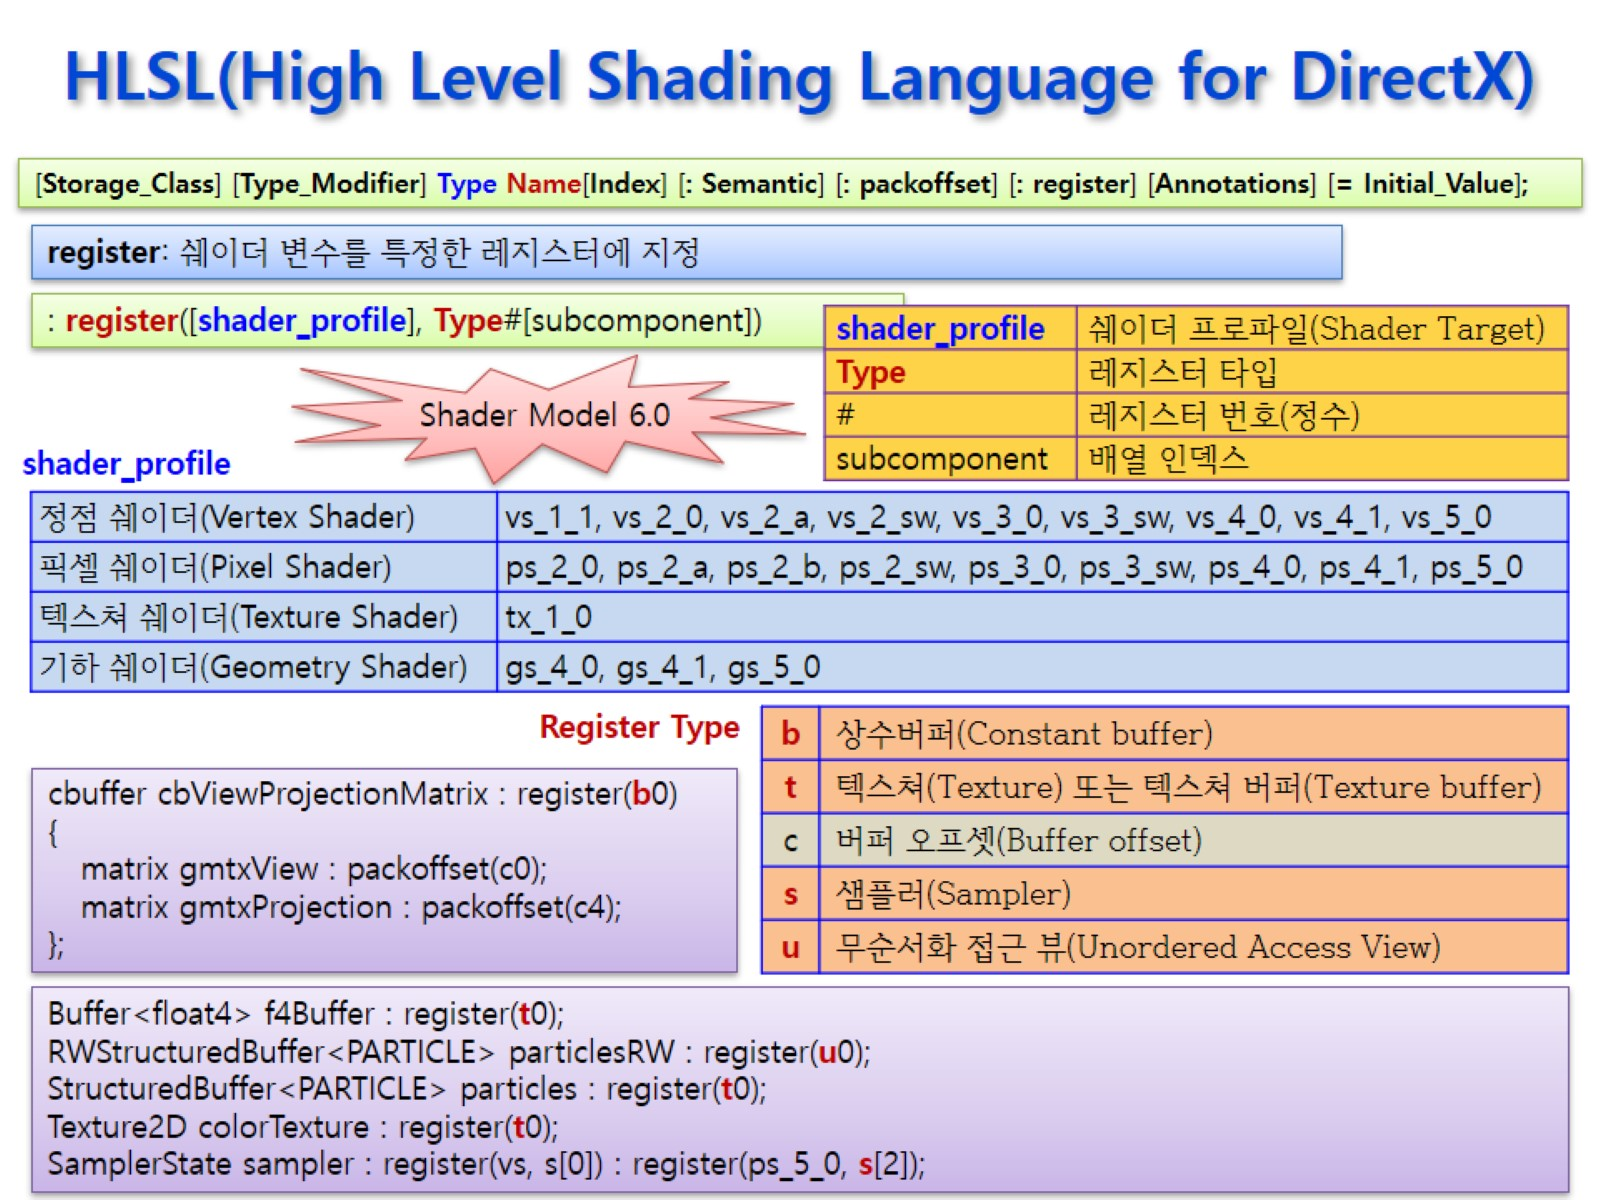 HLSL(High Level Shading Language for DirectX)
[Storage_Class] [Type_Modifier] Type Name[Index] [: Semantic] [: packoffset] [: register] [Annotations] [= Initial_Value];
register: 쉐이더 변수를 특정한 레지스터에 지정
: register([shader_profile], Type#[subcomponent])
shader_profile 쉐이더 프로파일(Shader Target)
Type 레지스터 타입
# 레지스터 번호(정수)
subcomponent 배열 인덱스
Shader Model 6.0
shader_profile
정점 쉐이더(Vertex Shader) vs_1_1, vs_2_0, vs_2_a, vs_2_sw, vs_3_0, vs_3_sw, vs_4_0, vs_4_1, vs_5_0
픽셀 쉐이더(Pixel Shader) ps_2_0, ps_2_a, ps_2_b, ps_2_sw, ps_3_0, ps_3_sw, ps_4_0, ps_4_1, ps_5_0
텍스쳐 쉐이더(Texture Shader) tx_1_0
기하 쉐이더(Geometry Shader) gs_4_0, gs_4_1, gs_5_0
Register Type
b 상수버퍼(Constant buffer)
t 텍스쳐(Texture) 또는 텍스쳐 버퍼(Texture buffer)
c 버퍼 오프셋(Buffer offset)
s 샘플러(Sampler)
u 무순서화 접근 뷰(Unordered Access View)
cbuffer cbViewProjectionMatrix : register(b0)
{
matrix gmtxView : packoffset(c0);
matrix gmtxProjection : packoffset(c4);
};
Buffer<float4> f4Buffer : register(t0);
RWStructuredBuffer<PARTICLE> particlesRW : register(u0);
StructuredBuffer<PARTICLE> particles : register(t0);
Texture2D colorTexture : register(t0);
SamplerState sampler : register(vs, s[0]) : register(ps_5_0, s[2]);